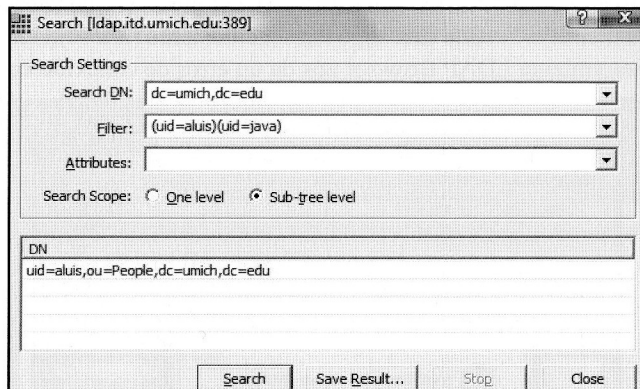 Search [ldap.itd.umich.edu:389]
Search Settings
Search DN: dc=umich,dc=edu
Filter: (uid=aluis)(uid=java)
Attributes:
Search Scope: One level Sub-tree level
DN
uid=aluis,ou=People,dc=umich,dc=edu
Search Save Result... Stop Close